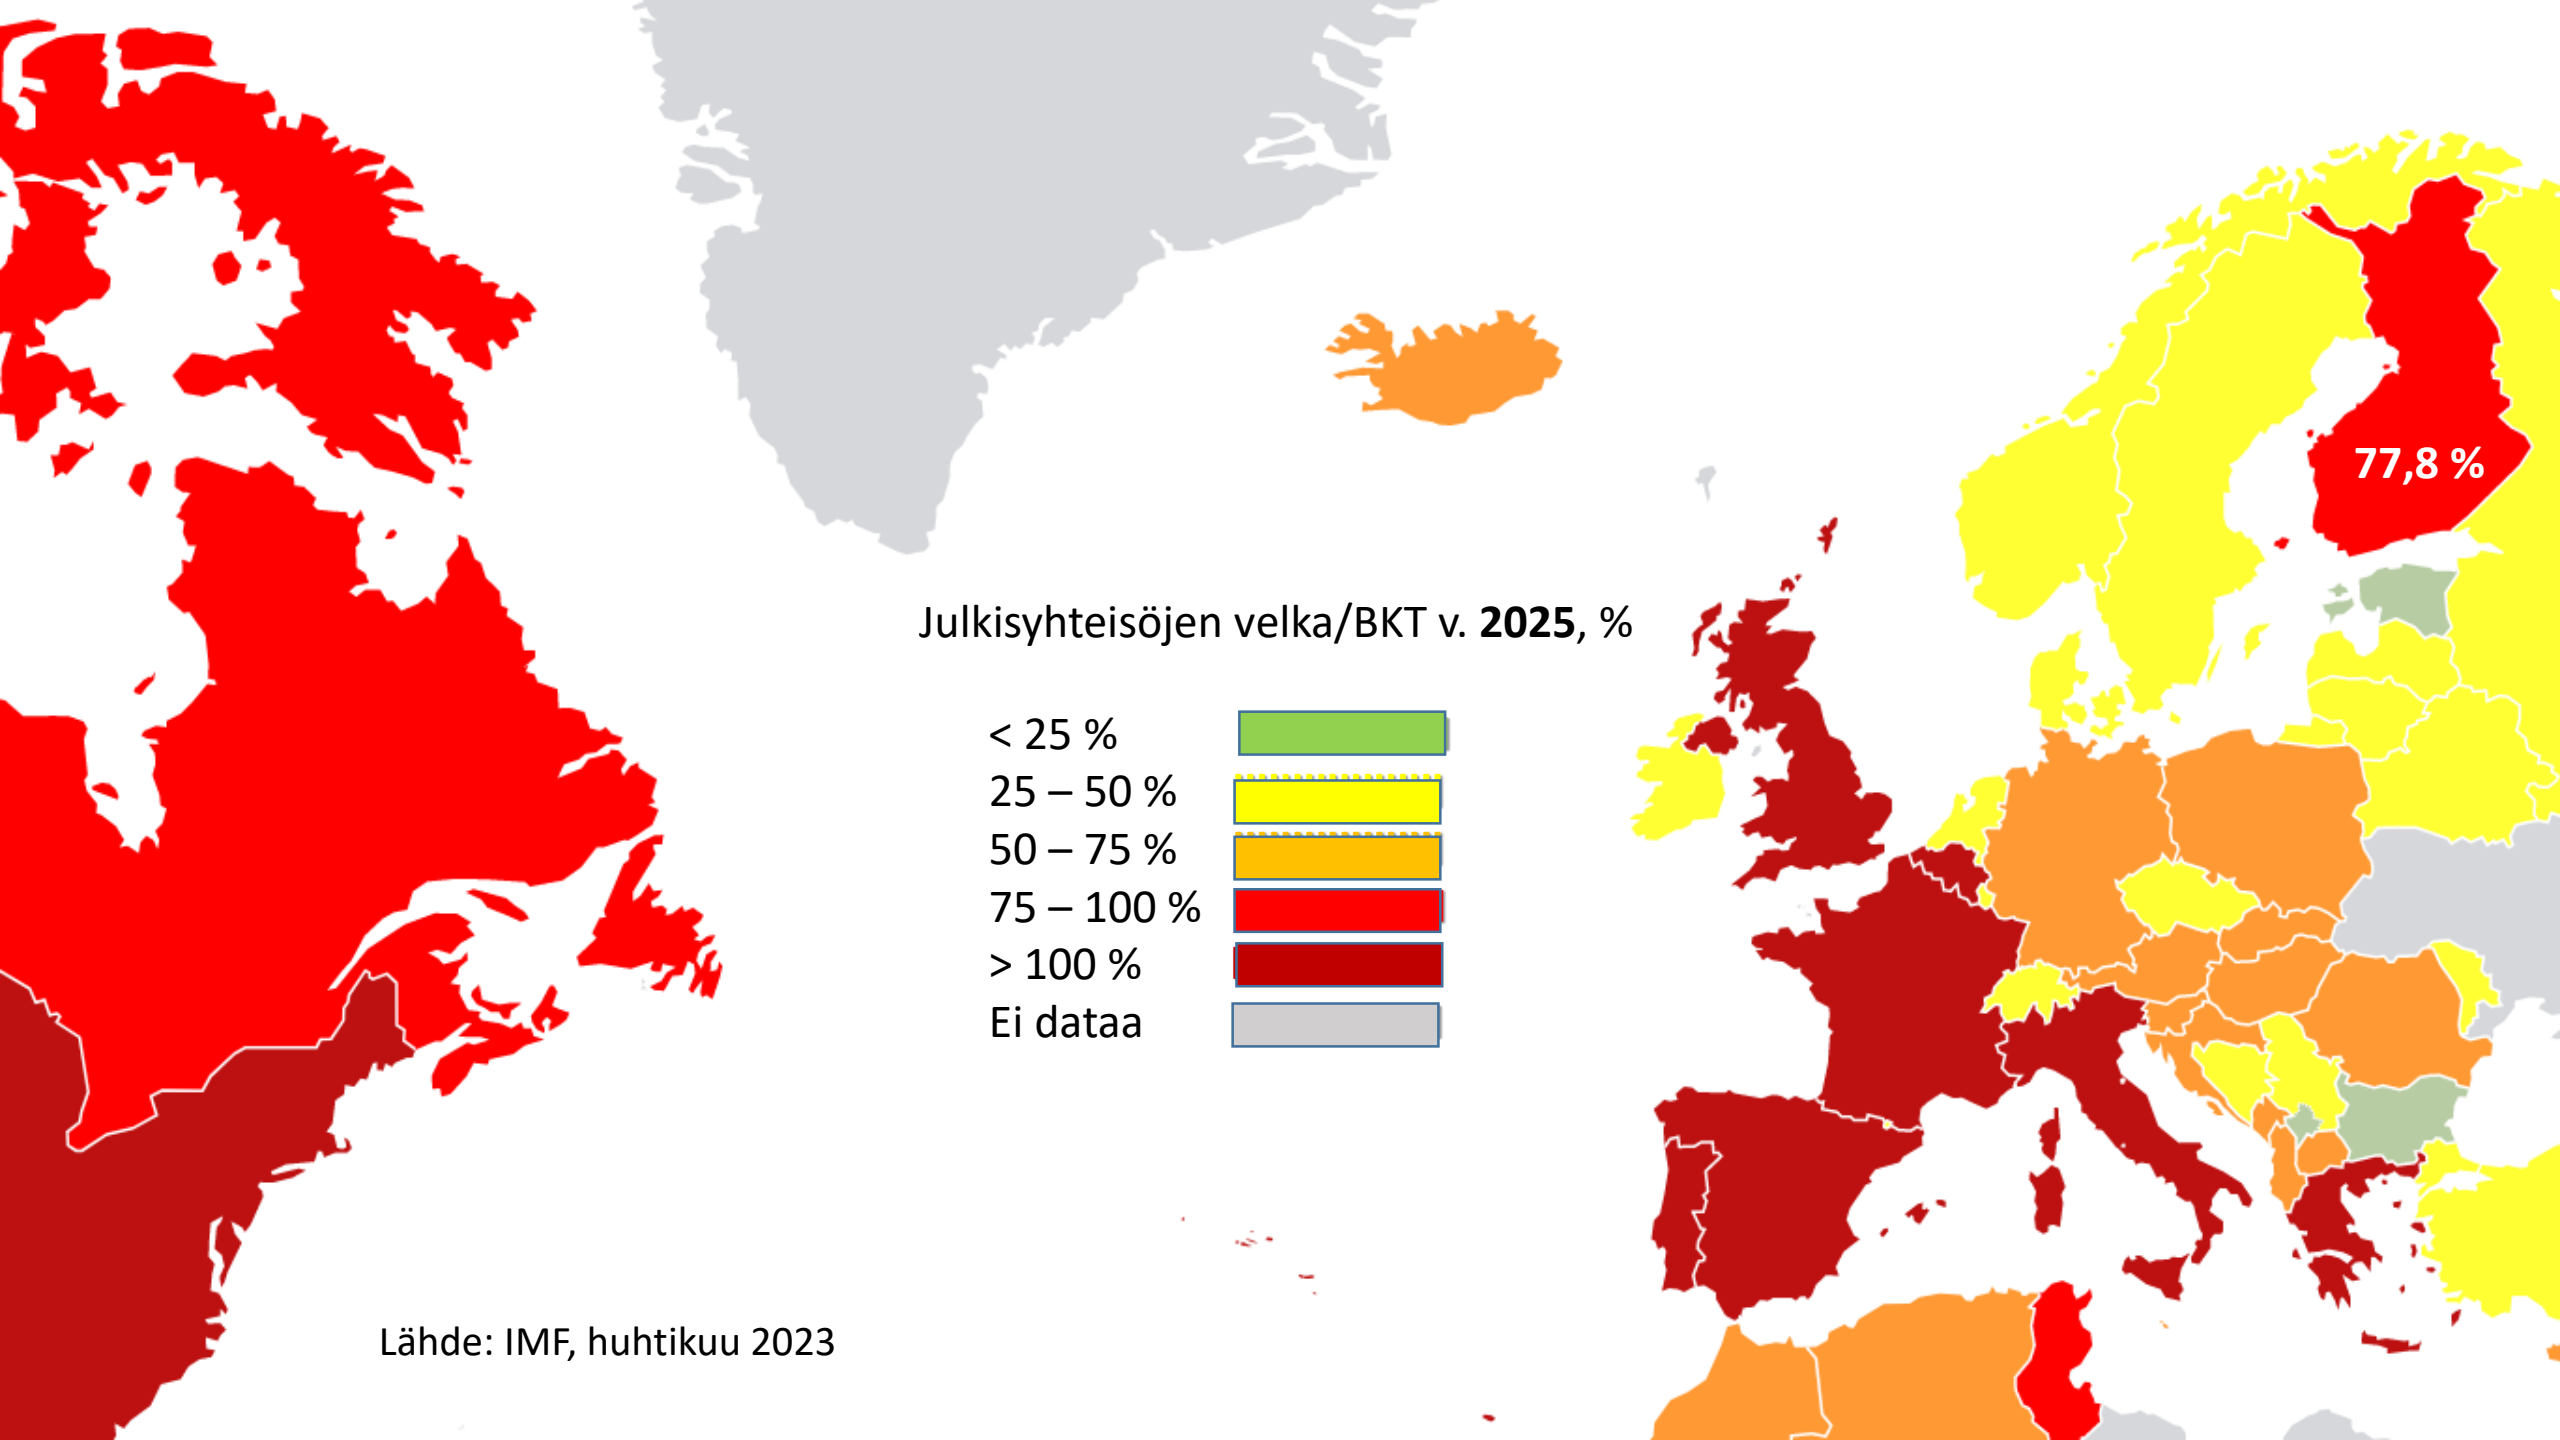 77,8 %
Julkisyhteisöjen velka/BKT v. 2025, %
< 25 %
25 – 50 %
50 – 75 %
75 – 100 %
> 100 %
Ei dataa
Lähde: IMF, huhtikuu 2023